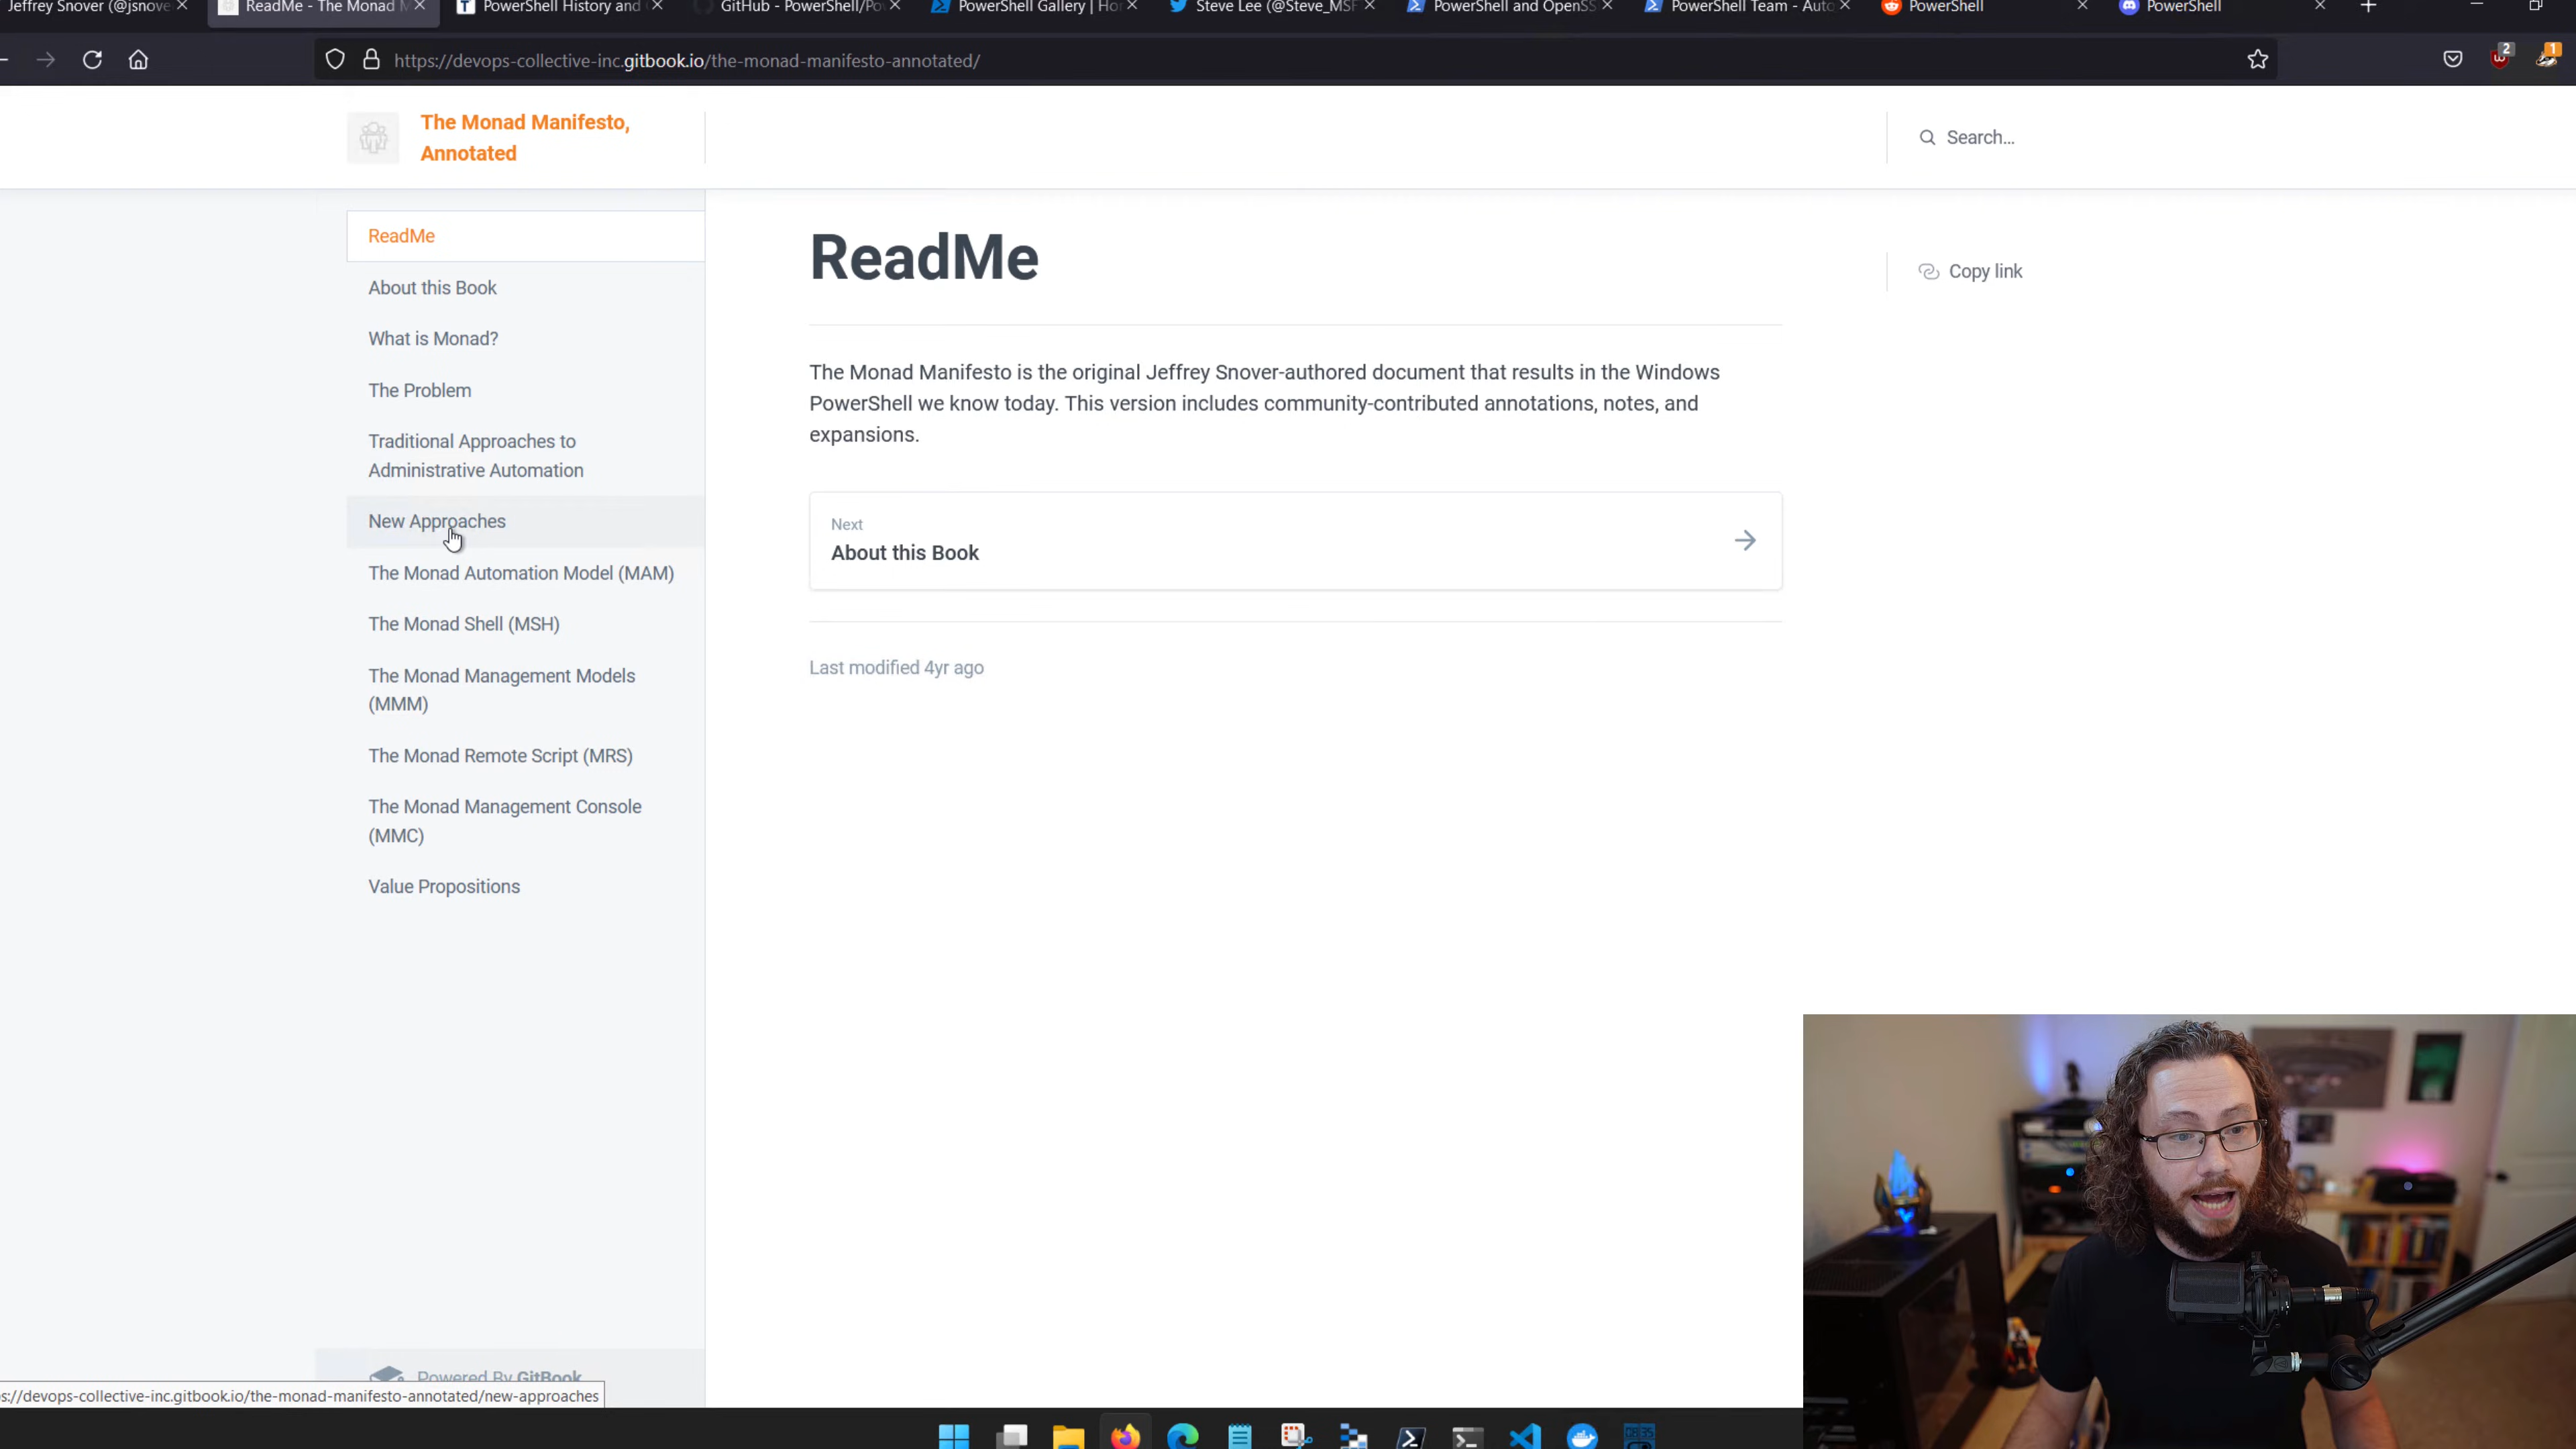 Jeffrey Snover (@jsnove
ReadMe - The Monad M
PowerShell History and
GitHub - PowerShell/Po
PowerShell Gallery | Ho
Steve Lee (@Steve_MSF
PowerShell and OpenSS
PowerShell Team - Auto
PowerShell
PowerShell
https://devops-collective-inc.gitbook.io/the-monad-manifesto-annotated/
2
1
The Monad Manifesto,
Annotated
Search...
ReadMe
About this Book
What is Monad?
The Problem
Traditional Approaches to
Administrative Automation
New Approaches
The Monad Automation Model (MAM)
The Monad Shell (MSH)
The Monad Management Models
(MMM)
The Monad Remote Script (MRS)
The Monad Management Console
(MMC)
Value Propositions
ReadMe
Copy link
The Monad Manifesto is the original Jeffrey Snover-authored document that results in the Windows
PowerShell we know today. This version includes community-contributed annotations, notes, and
expansions.
Next
About this Book
Last modified 4yr ago
Powered By GitBook
s://devops-collective-inc.gitbook.io/the-monad-manifesto-annotated/new-approaches